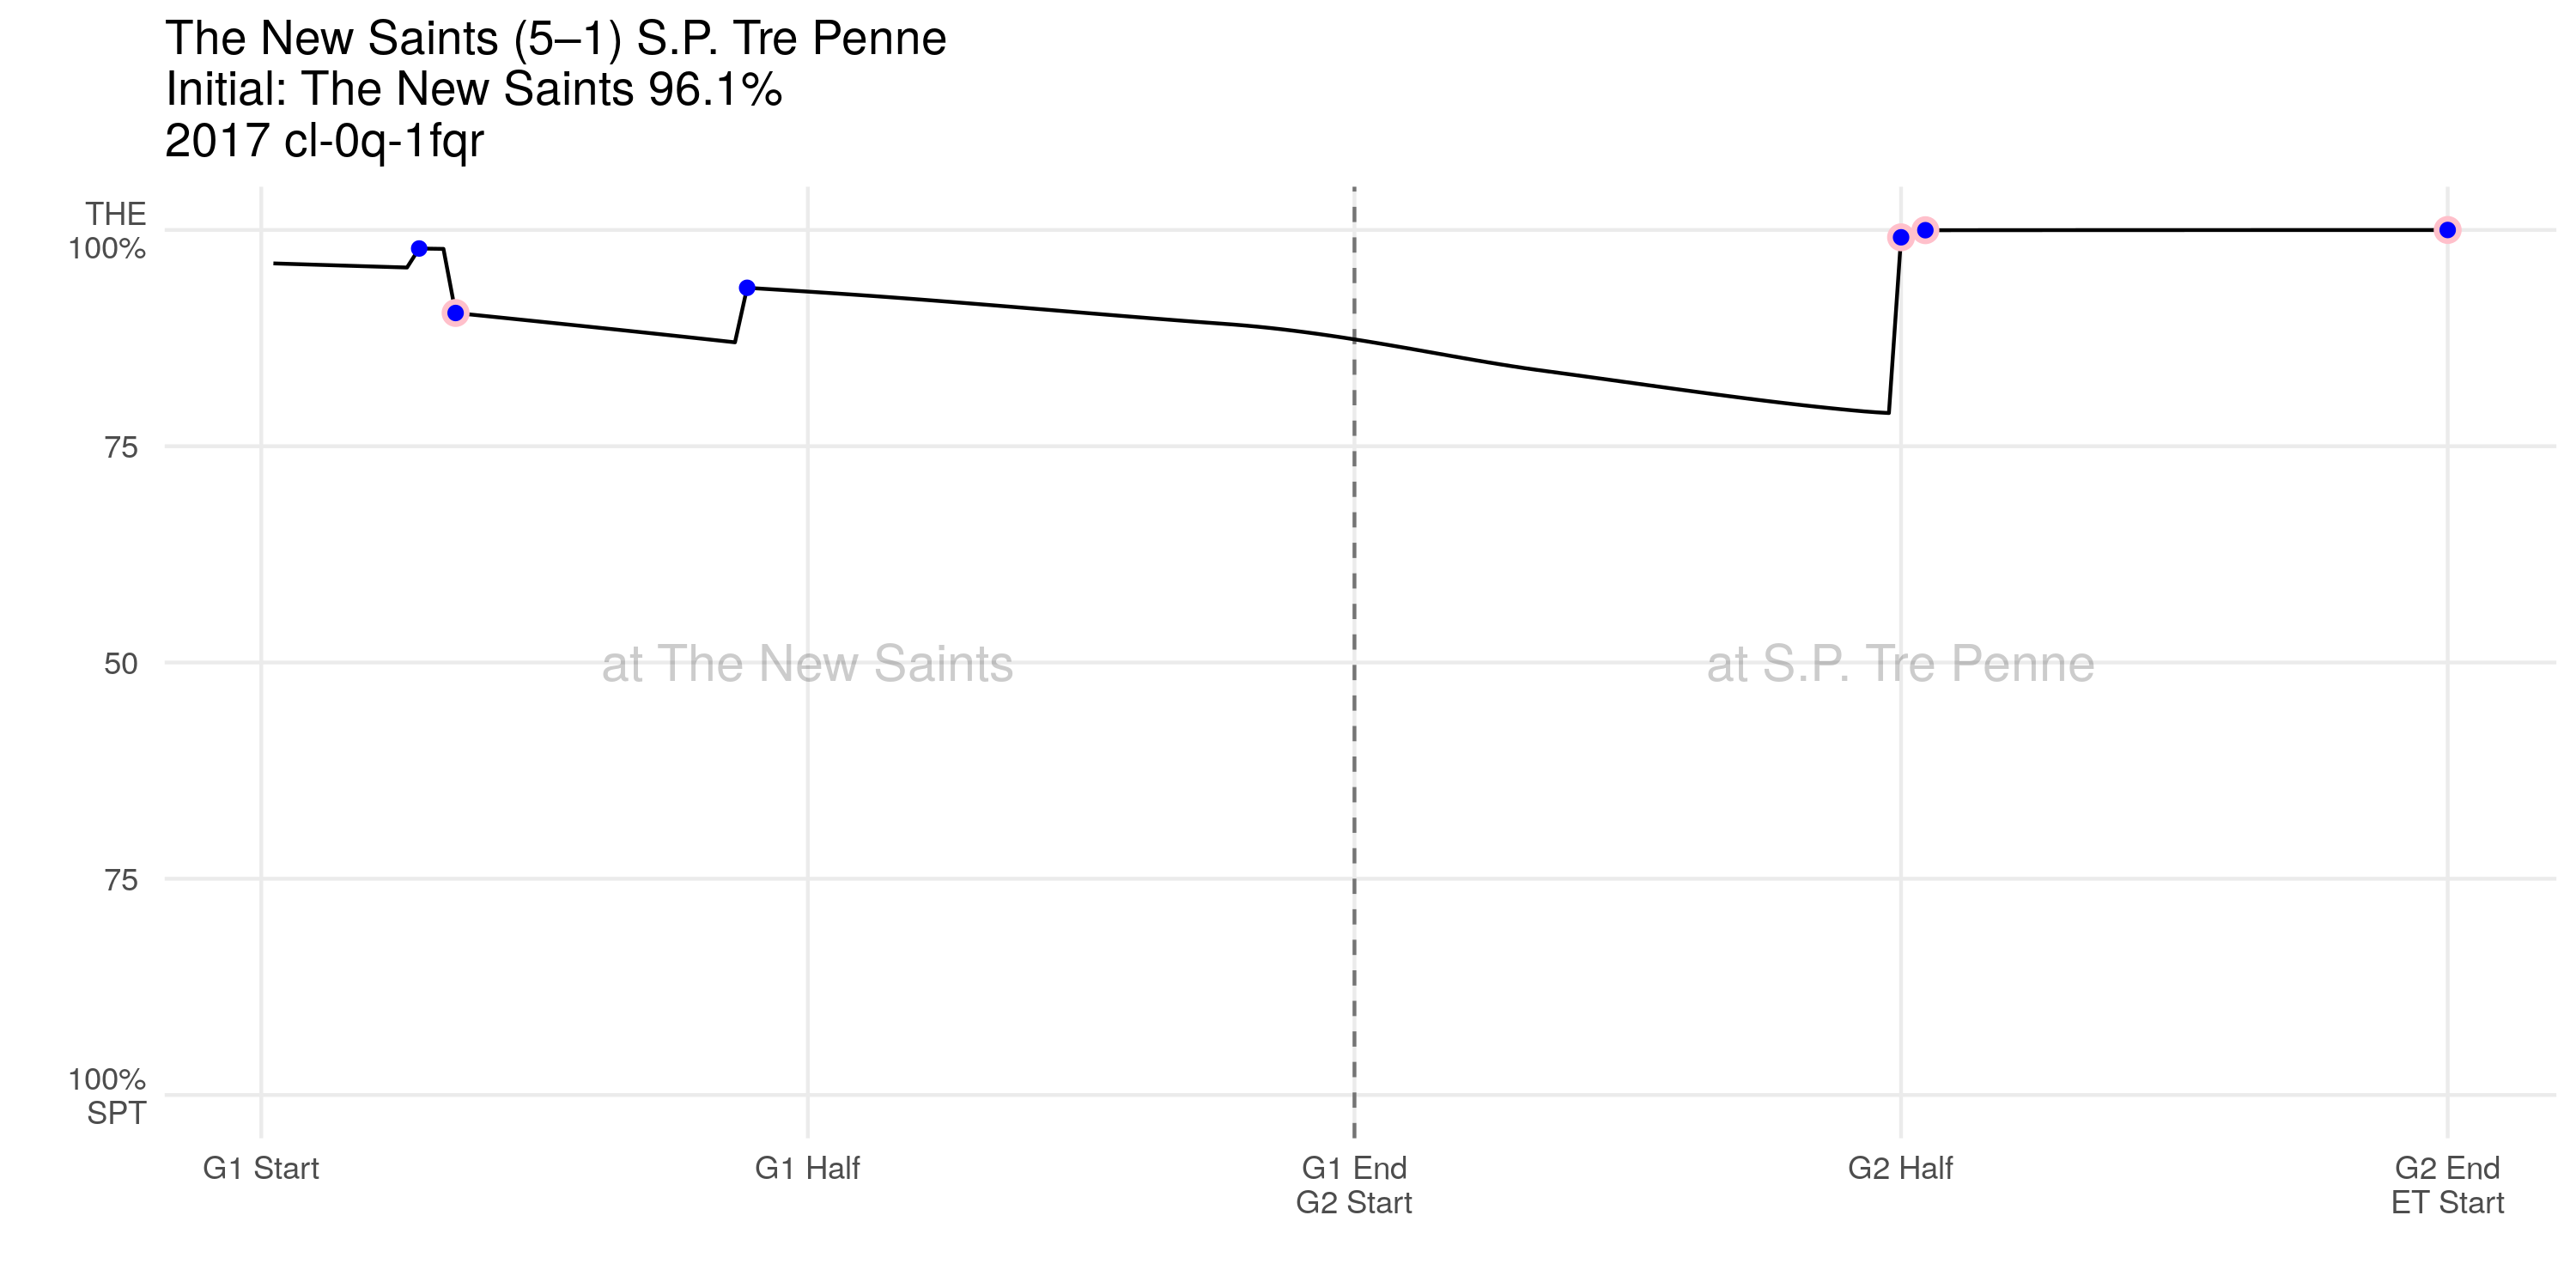 The New Saints (5–1) S.P. Tre Penne
Initial: The New Saints 96.1%
2017 cl-0q-1fqr
THE
100%
75
50
75
100%
SPT
at The New Saints
at S.P. Tre Penne
G1 Start
G1 Half
G1 End
G2 Start
G2 Half
G2 End
ET Start